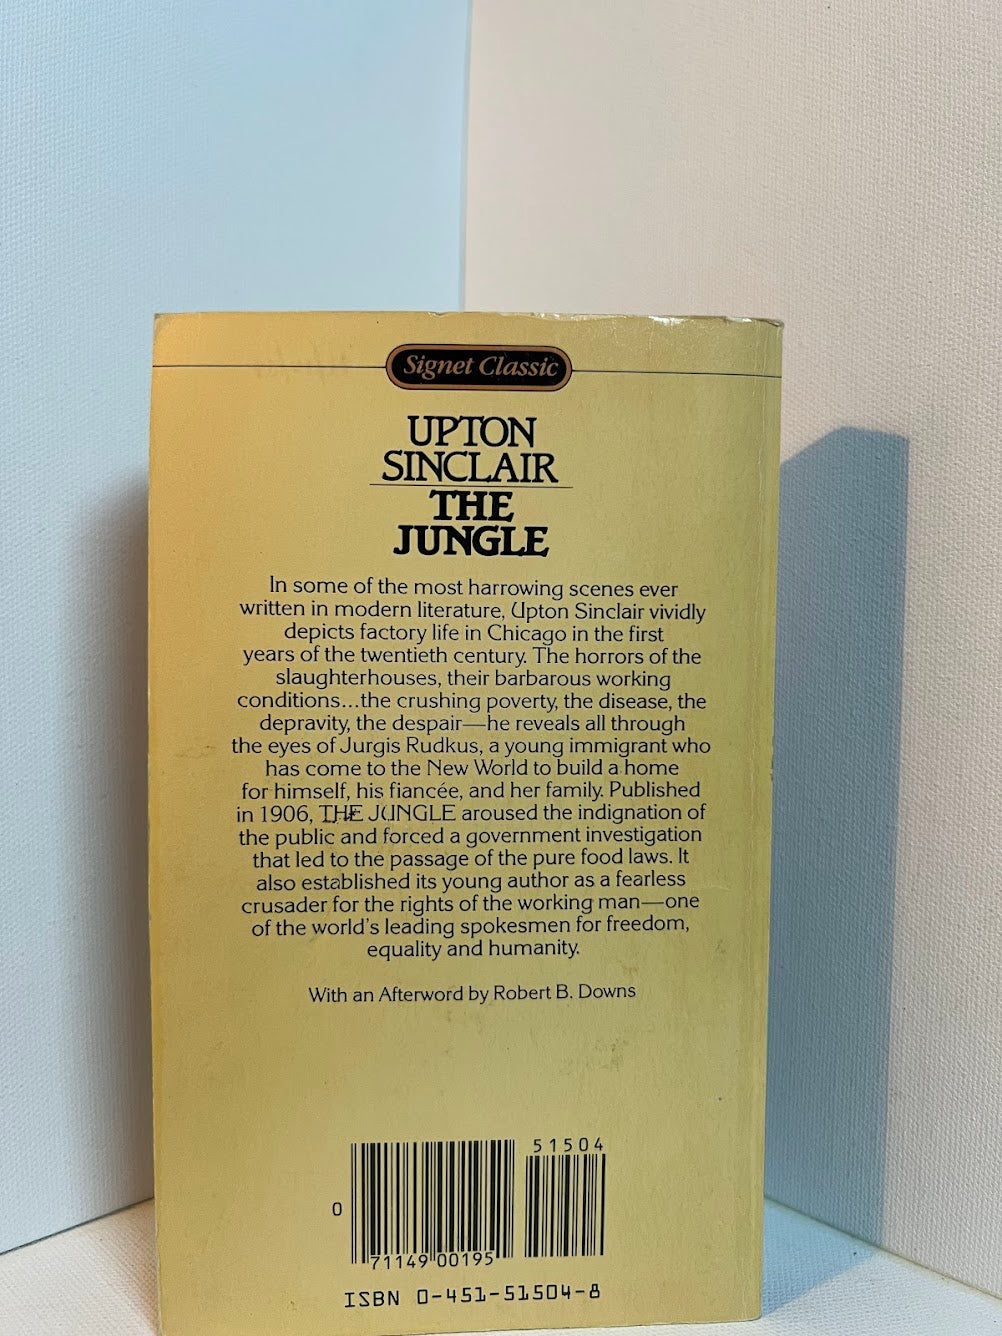 Signet Classic
UPTON
SINCLAIR
THE
JUNGLE
In some of the most harrowing scenes ever
written in modern literature, Upton Sinclair vividly
depicts factory life in Chicago in the first
years of the twentieth century. The horrors of the
slaughterhouses, their barbarous working
conditions...the crushing poverty, the disease, the
depravity, the despair—he reveals all through
the eyes of Jurgis Rudkus, a young immigrant who
has come to the New World to build a home
for himself, his fiancée, and her family. Published
in 1906, THE JUNGLE aroused the indignation of
the public and forced a government investigation
that led to the passage of the pure food laws. It
also established its young author as a fearless
crusader for the rights of the working man—one
of the world's leading spokesmen for freedom,
equality and humanity.
With an Afterword by Robert B. Downs
51504
0
71149 00195
ISBN 0-451-51504-8